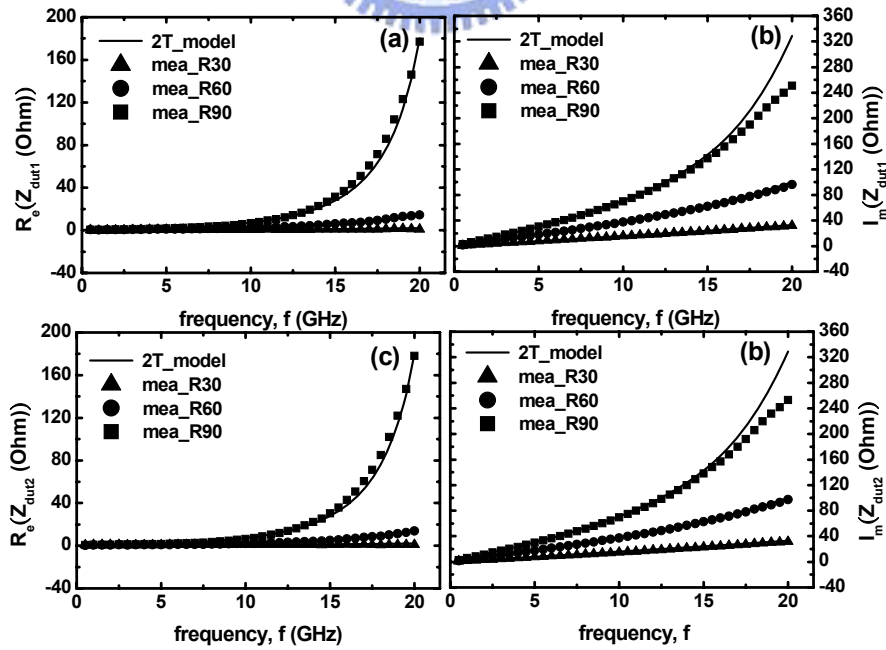 (a)
2T_model
mea_R30
mea_R60
mea_R90
200
160
120
80
40
0
-40
0
5
10
15
20
frequency, f (GHz)
Re(Zdut1 (Ohm))
(b)
2T_model
mea_R30
mea_R60
mea_R90
360
320
280
240
200
160
120
80
40
0
-40
0
5
10
15
20
frequency, f (GHz)
Im(Zdut1 (Ohm))
(c)
2T_model
mea_R30
mea_R60
mea_R90
200
160
120
80
40
0
-40
0
5
10
15
20
frequency, f (GHz)
Re(Zdut2 (Ohm))
(b)
2T_model
mea_R30
mea_R60
mea_R90
360
320
280
240
200
160
120
80
40
0
-40
0
5
10
15
20
frequency, f
Im(Zdut2 (Ohm))